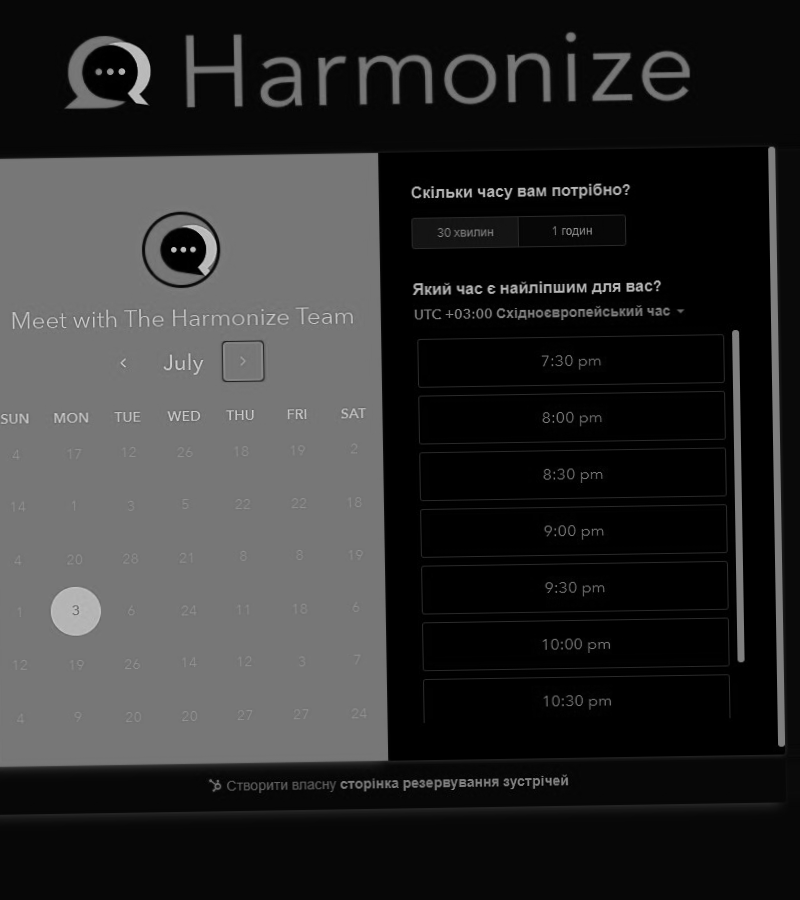 Harmonize
Meet with The Harmonize Team
July
SUN MON TUE WED THU FRI SAT
4 17 12 26 18 19 2
14 1 3 5 22 22 18
4 20 28 21 8 8 19
1 3 6 24 11 18 6
12 19 26 14 12 3 7
4 9 20 20 27 27 24
Скільки часу вам потрібно?
30 хвилин 1 годин
Який час є найліпшим для вас?
UTC +03:00 Східноєвропейський час
7:30 pm
8:00 pm
8:30 pm
9:00 pm
9:30 pm
10:00 pm
10:30 pm
Створити власну сторінка резервування зустрічей